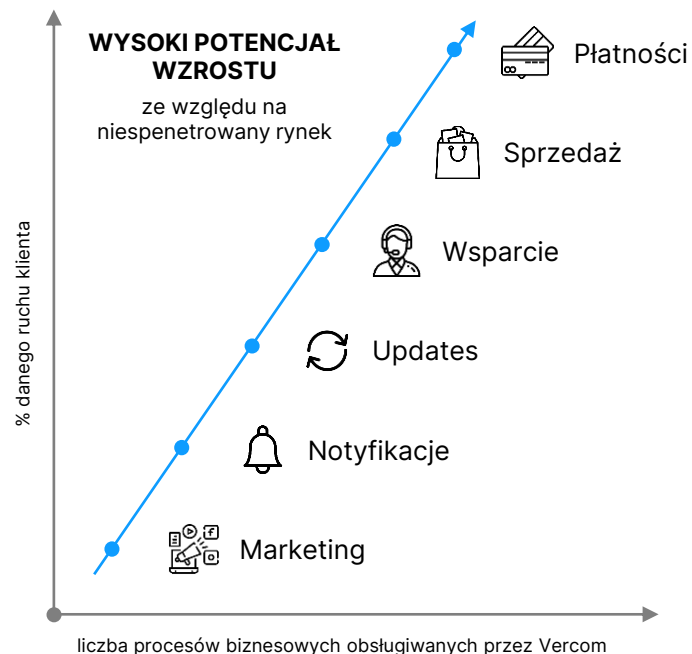 WYSOKI POTENCJAŁ
WZROSTU
ze względu na
niespenetrowany rynek
Płatności
Sprzedaż
Wsparcie
Updates
Notyfikacje
Marketing
% danego ruchu klienta
liczba procesów biznesowych obsługiwanych przez Vercom